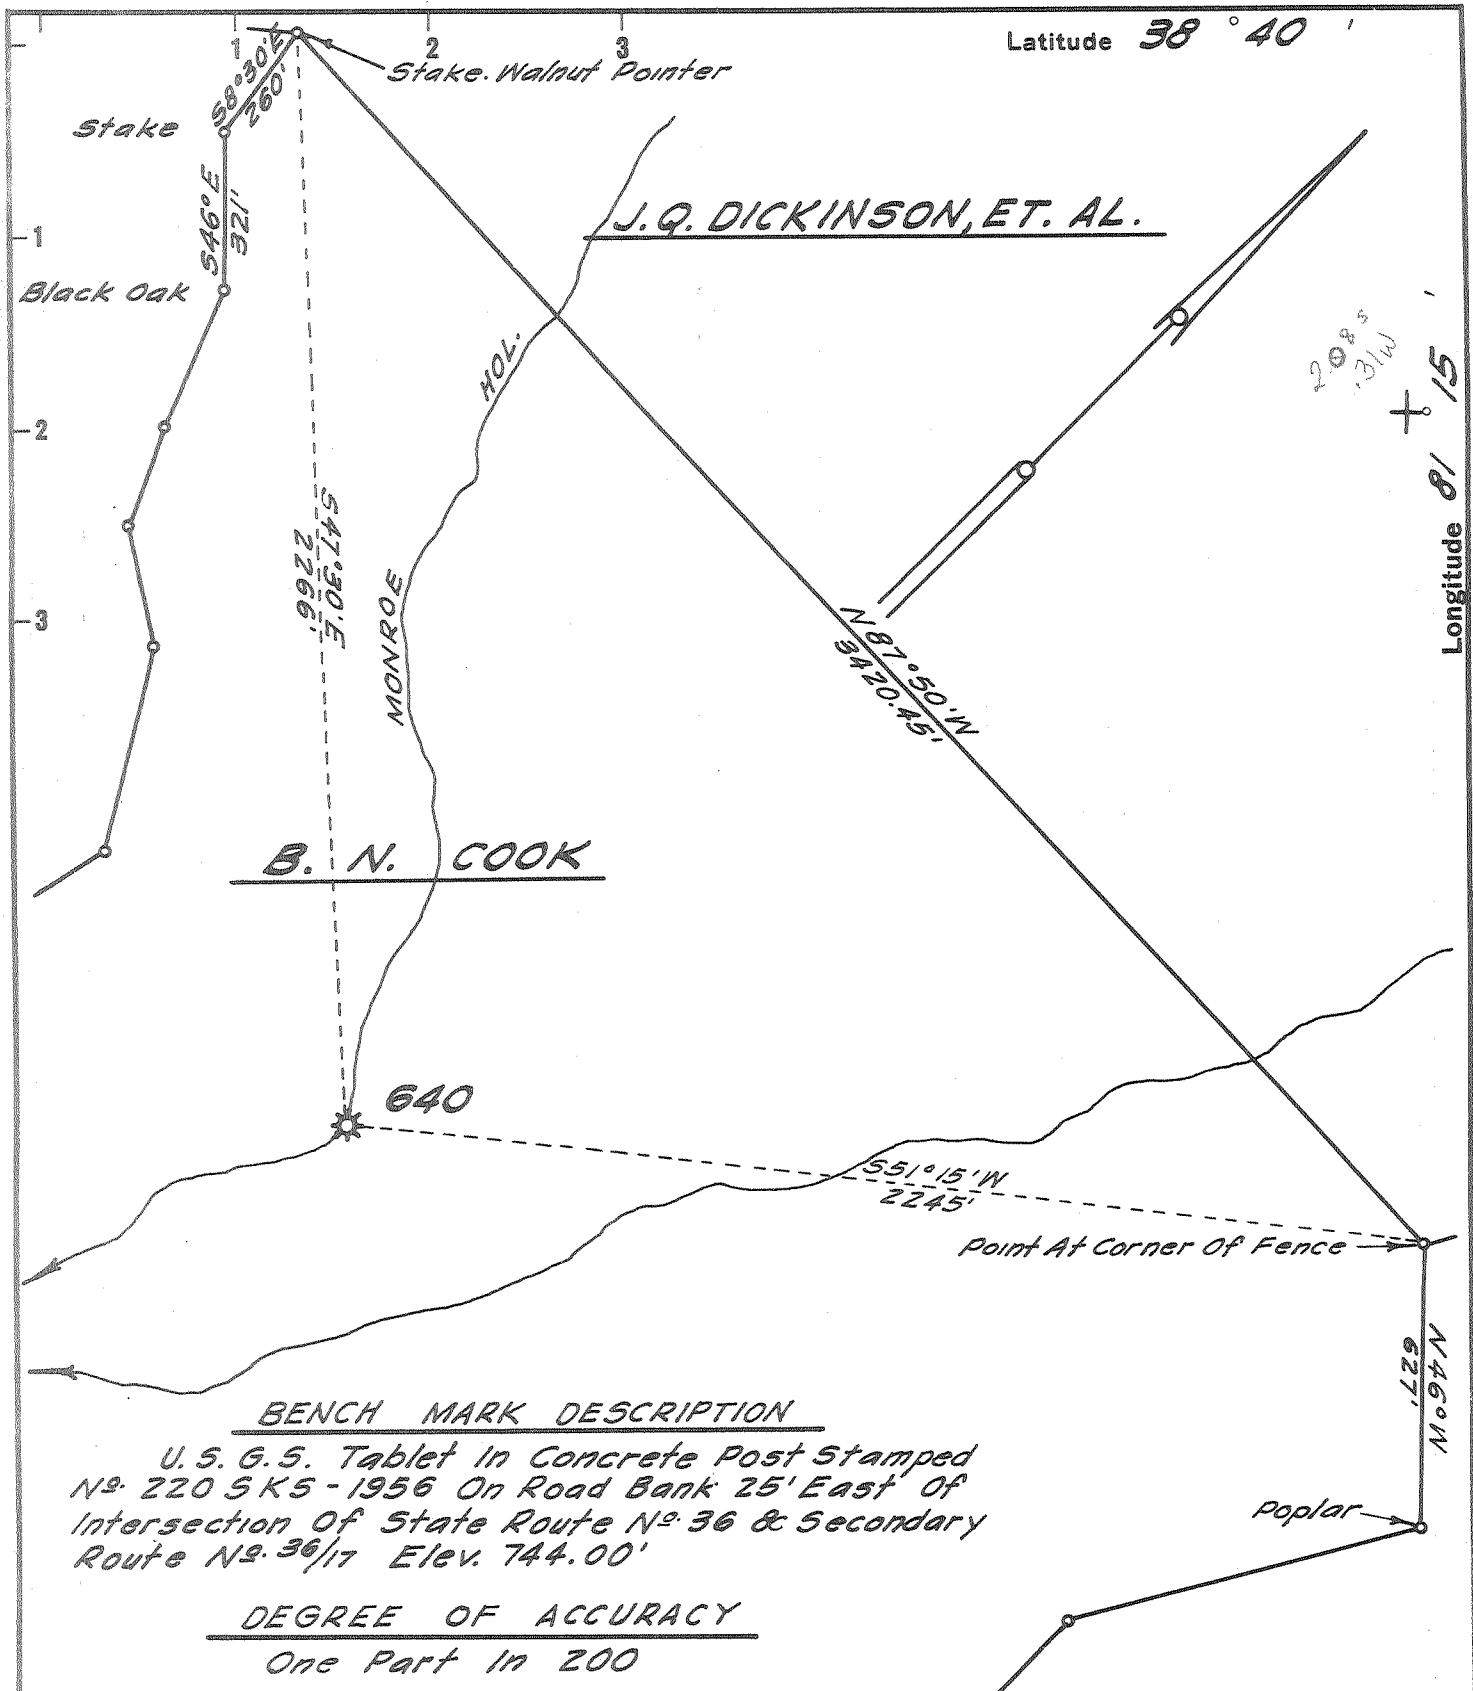 Latitude 38 ° 40 '
1 2 3
Stake. Walnut Pointer
S8°30'E
260'
Stake
S46°E
321'
J.Q. DICKINSON, ET. AL.
1
Black Oak
HOL.
2.08 S
.31W
Longitude 81 15 '
2
S47°30'E
2266'
MONROE
3
N87°50'W
3420.45'
B. N. COOK
640
S51°15'W
2245'
Point At Corner Of Fence
N46°W
627'
BENCH MARK DESCRIPTION
U.S.G.S. Tablet In Concrete Post Stamped
Nº. 220 SKS - 1956 On Road Bank 25' East Of
Intersection Of State Route Nº. 36 & Secondary
Route Nº. 36/17 Elev. 744.00'
Poplar
DEGREE OF ACCURACY
One Part In 200